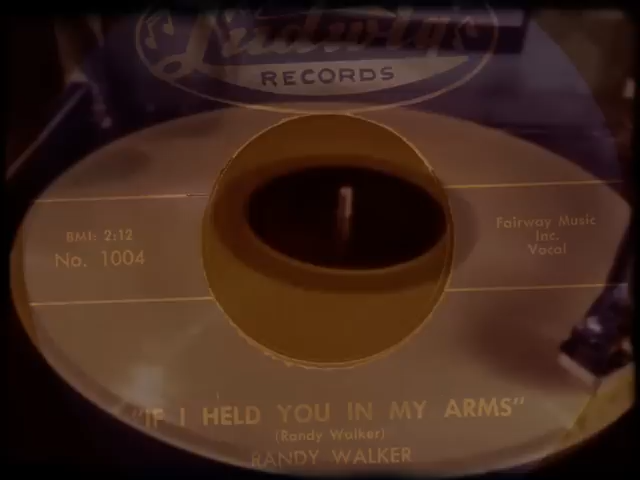 Ludwig
RECORDS
BMI: 2:12
No. 1004
Fairway Music
Inc.
Vocal
"IF I HELD YOU IN MY ARMS"
(Randy Walker)
RANDY WALKER